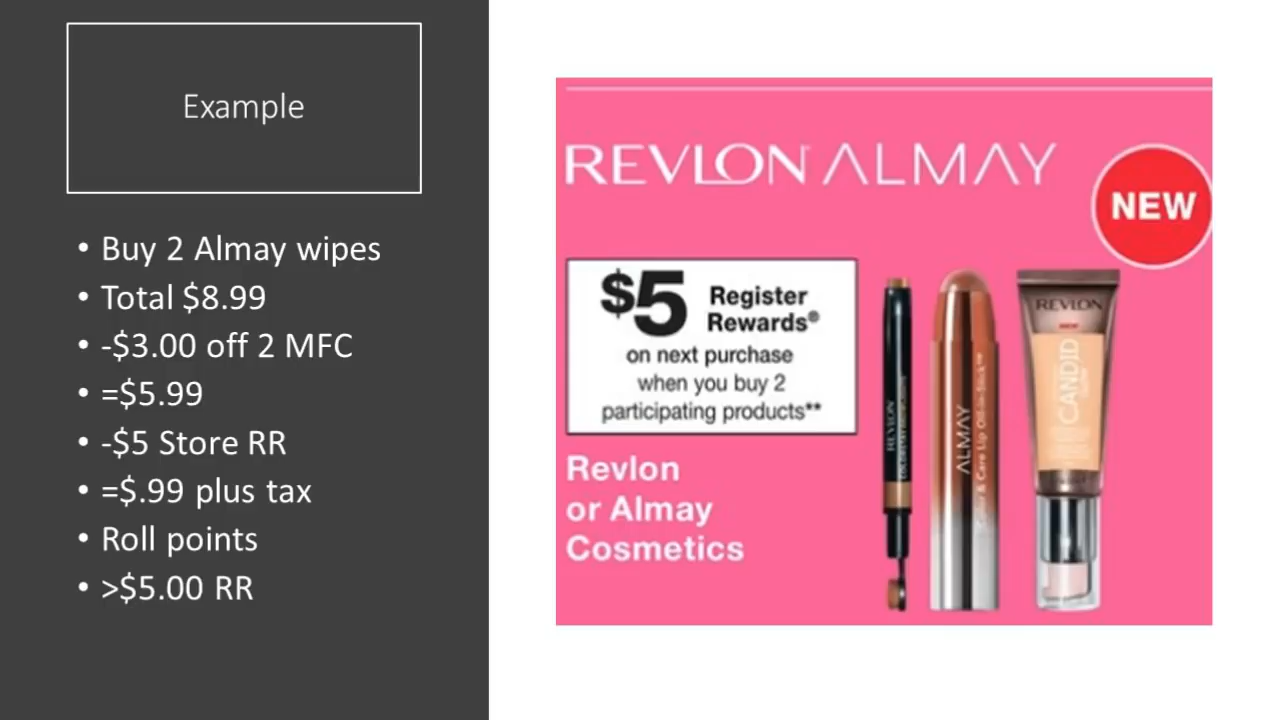 Example
• Buy 2 Almay wipes
• Total $8.99
• -$3.00 off 2 MFC
• =$5.99
• -$5 Store RR
• =$.99 plus tax
• Roll points
• >$5.00 RR
REVLON ALMAY
NEW
$5 Register Rewards®
on next purchase
when you buy 2
participating products**
Revlon
or Almay
Cosmetics
REVLON
ALMAY
REVLON
CANDID